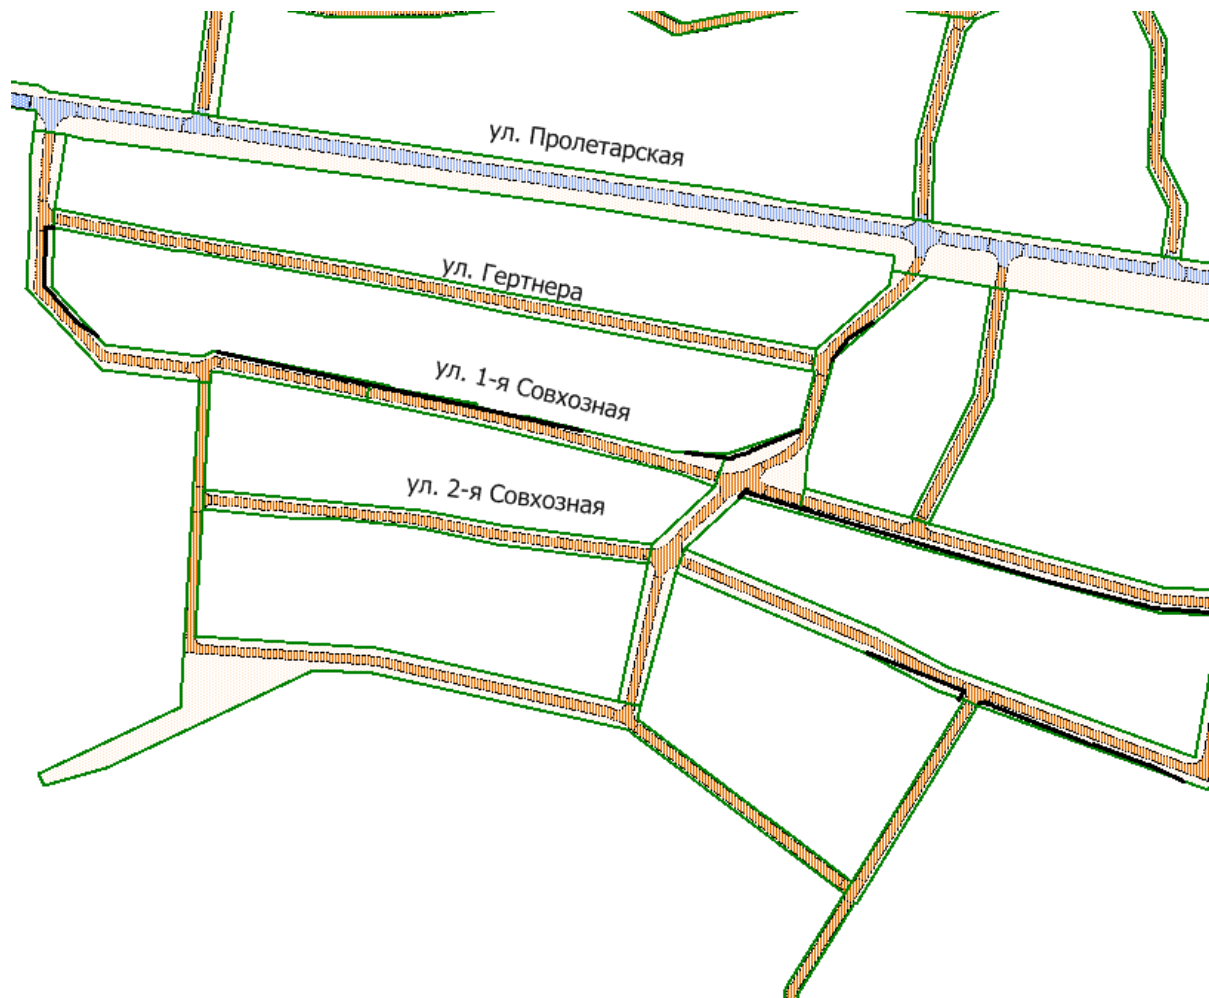 ул. Пролетарская
ул. Гертнера
ул. 1-я Совхозная
ул. 2-я Совхозная